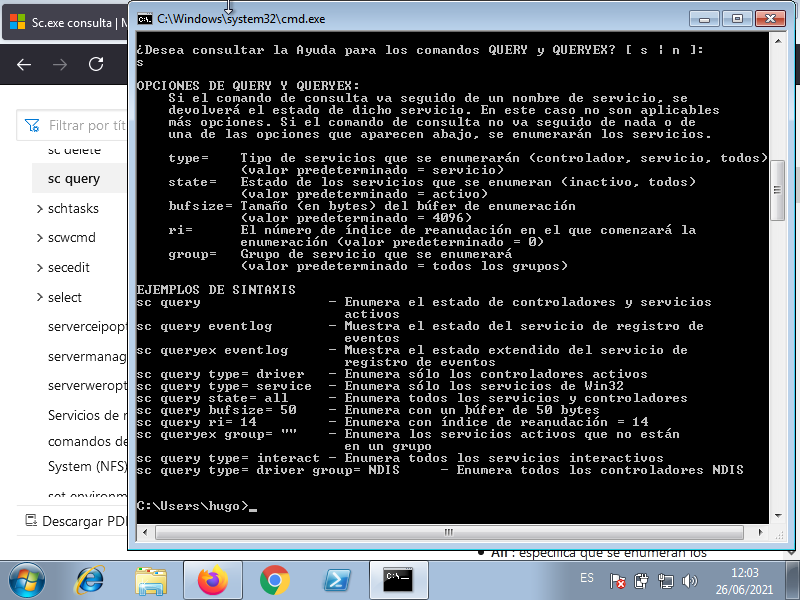 Sc.exe consulta | M
C:\Windows\system32\cmd.exe
Filtrar por tít
sc delete
sc query
schtasks
scwcmd
secedit
select
serverceipopt
servermanag
serverweropt
Servicios de r
comandos de
System (NFS)
set environm
Descargar PDF
¿Desea consultar la Ayuda para los comandos QUERY y QUERYEX? [ s | n ]:
s
OPCIONES DE QUERY Y QUERYEX:
Si el comando de consulta va seguido de un nombre de servicio, se
devolverá el estado de dicho servicio. En este caso no son aplicables
más opciones. Si el comando de consulta no va seguido de nada o de
una de las opciones que aparecen abajo, se enumerarán los servicios.
type= Tipo de servicios que se enumerarán (controlador, servicio, todos)
(valor predeterminado = servicio)
state= Estado de los servicios que se enumeran (inactivo, todos)
(valor predeterminado = activo)
bufsize= Tamaño (en bytes) del búfer de enumeración
(valor predeterminado = 4096)
ri= El número de índice de reanudación en el que comenzará la
enumeración (valor predeterminado = 0)
group= Grupo de servicio que se enumerará
(valor predeterminado = todos los grupos)
EJEMPLOS DE SINTAXIS
sc query - Enumera el estado de controladores y servicios
activos
sc query eventlog - Muestra el estado del servicio de registro de
eventos
sc queryex eventlog - Muestra el estado extendido del servicio de
registro de eventos
sc query type= driver - Enumera sólo los controladores activos
sc query type= service - Enumera sólo los servicios de Win32
sc query state= all - Enumera todos los servicios y controladores
sc query bufsize= 50 - Enumera con un búfer de 50 bytes
sc query ri= 14 - Enumera con índice de reanudación = 14
sc queryex group= "" - Enumera los servicios activos que no están
en un grupo
sc query type= interact - Enumera todos los servicios interactivos
sc query type= driver group= NDIS - Enumera todos los controladores NDIS
C:\Users\hugo>_
All : especifica que se enumeran los
ES
12:03
26/06/2021